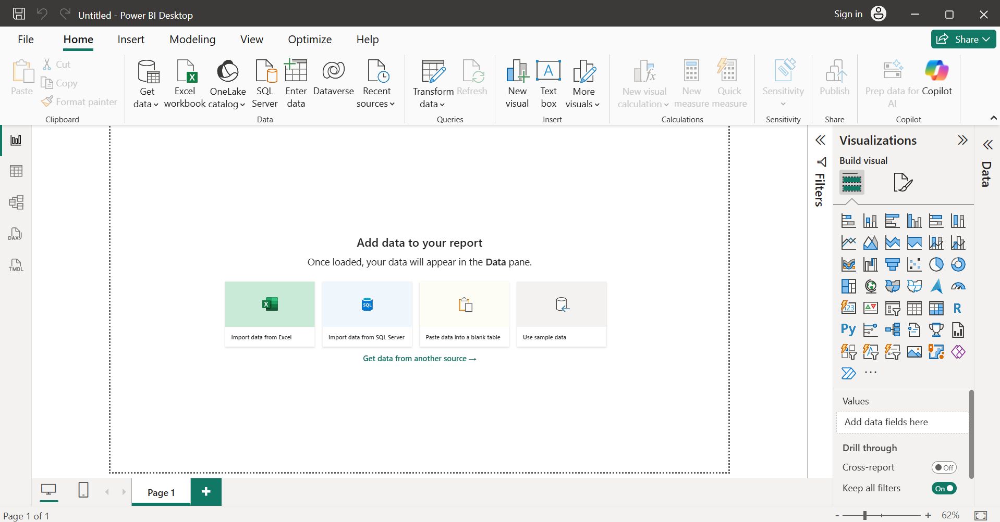 Untitled - Power BI Desktop
Sign in
File
Home
Insert
Modeling
View
Optimize
Help
Share
Paste
Cut
Copy
Format painter
Clipboard
Get
data
Excel
workbook
OneLake
catalog
SQL
Server
Enter
data
Dataverse
Recent
sources
Data
Transform
data
Refresh
Queries
New
visual
A
Text
box
More
visuals
Insert
fx
New visual
calculation
New
measure
Quick
measure
Calculations
Sensitivity
Sensitivity
Publish
Share
Prep data for
AI
Copilot
Copilot
DAX
TMDL
Add data to your report
Once loaded, your data will appear in the Data pane.
X
SQL
Import data from Excel
Import data from SQL Server
Paste data into a blank table
Use sample data
Get data from another source →
Filters
Visualizations
Build visual
123
R
Py
Values
Add data fields here
Drill through
Cross-report
Off
Keep all filters
On
Data
Page 1
Page 1 of 1
- + 62%